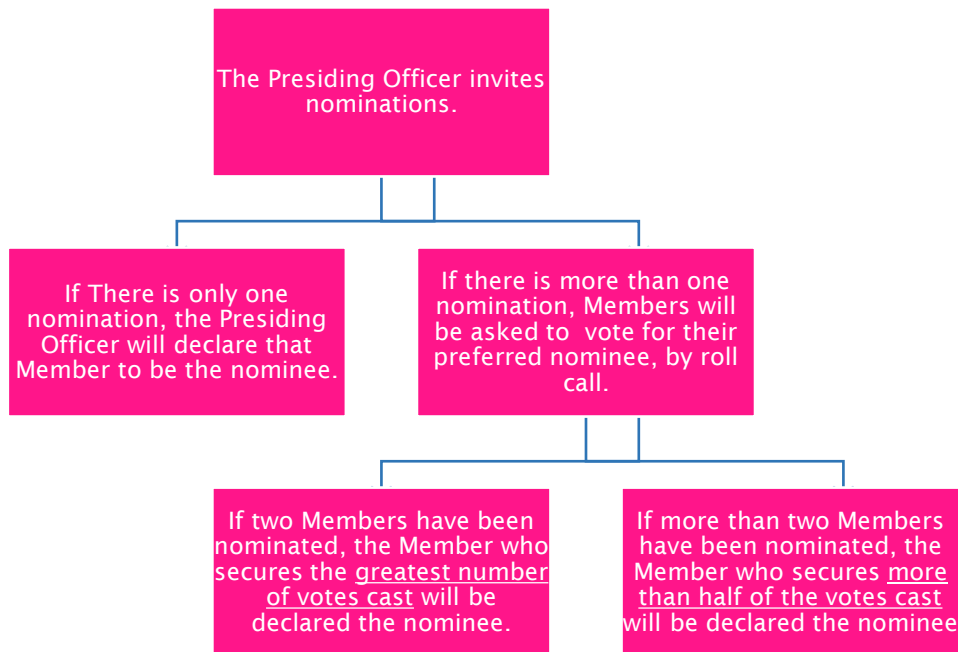 The Presiding Officer invites
nominations.
If There is only one
nomination, the Presiding
Officer will declare that
Member to be the nominee.
If there is more than one
nomination, Members will
be asked to  vote for their
preferred nominee, by roll
call.
If two Members have been
nominated, the Member who
secures the greatest number
of votes cast will be
declared the nominee.
If more than two Members
have been nominated, the
Member who secures more
than half of the votes cast
will be declared the nominee